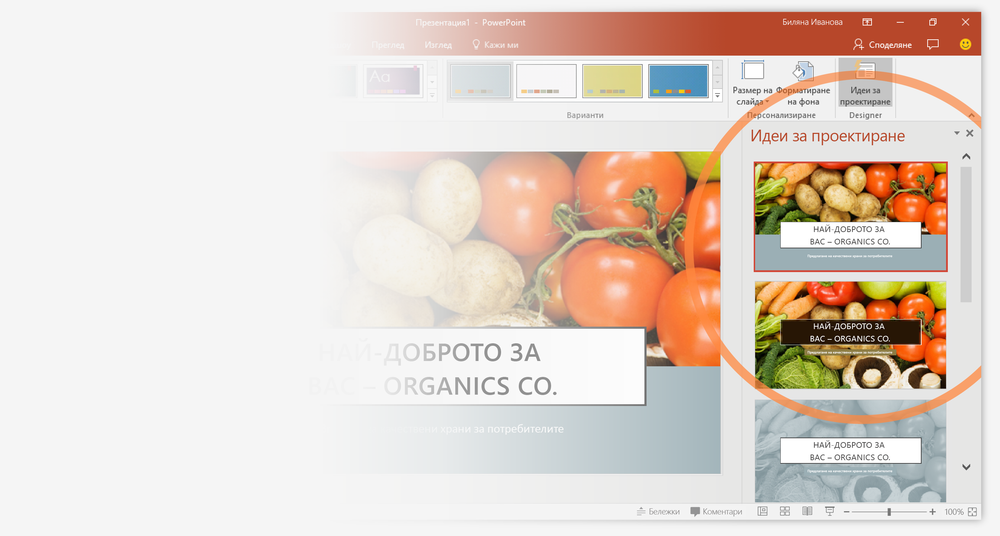 Презентация1 - PowerPoint
Биляна Иванова
Преглед
Изглед
Кажи ми
Споделяне
Aa
Размер на
слайда
Форматиране
на фона
Идеи за
проектиране
Варианти
Персонализиране
Designer
Идеи за проектиране
НАЙ-ДОБРОТО ЗА
ВАС – ORGANICS CO.
храни за потребителите
НАЙ-ДОБРОТО ЗА
ВАС – ORGANICS CO.
Предлагане на качествени храни за потребителите
НАЙ-ДОБРОТО ЗА
ВАС – ORGANICS CO.
Предлагане на качествени храни за потребителите
НАЙ-ДОБРОТО ЗА
ВАС – ORGANICS CO.
Предлагане на качествени храни за потребителите
Бележки
Коментари
100%